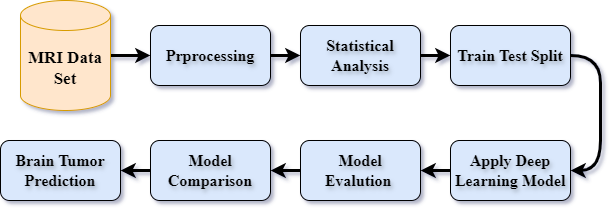 MRI Data
Set
Prprocessing
Statistical
Analysis
Train Test Split
Brain Tumor
Prediction
Model
Comparison
Model
Evalution
Apply Deep
Learning Model